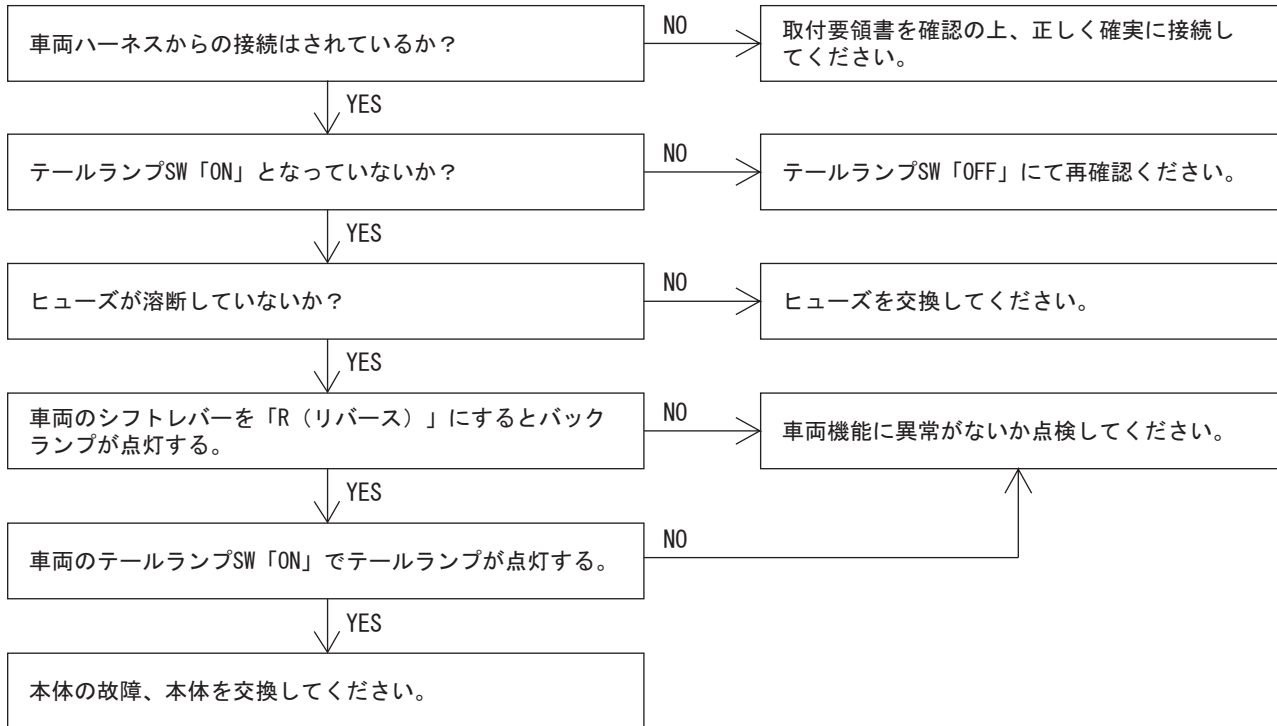 車両ハーネスからの接続はされているか？
NO
取付要領書を確認の上、正しく確実に接続し
てください。
YES
テールランプSW「ON」となっていないか？
NO
テールランプSW「OFF」にて再確認ください。
YES
ヒューズが溶断していないか？
NO
ヒューズを交換してください。
YES
車両のシフトレバーを「R（リバース）」にするとバック
ランプが点灯する。
NO
車両機能に異常がないか点検してください。
YES
車両のテールランプSW「ON」でテールランプが点灯する。
NO
YES
本体の故障、本体を交換してください。